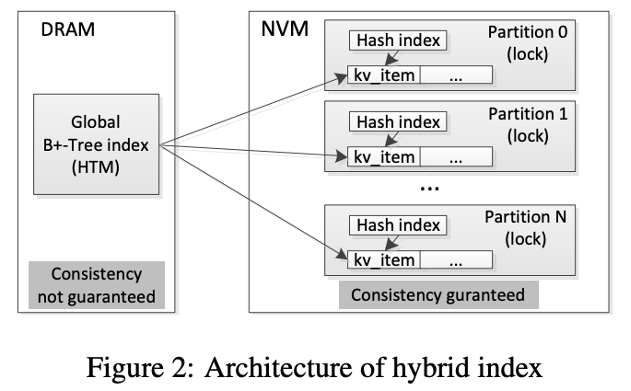 DRAM
Global
B+-Tree index
(HTM)
Consistency
not guaranteed
NVM
Hash index
kv_item
...
Partition 0
(lock)
Hash index
kv_item
...
Partition 1
(lock)
...
Hash index
kv_item
...
Partition N
(lock)
Consistency guranteed
Figure 2: Architecture of hybrid index